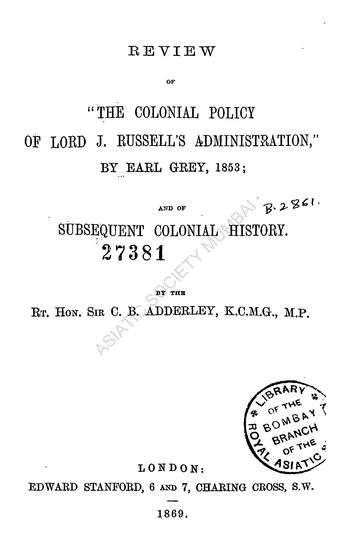 REVIEW
OF
"THE COLONIAL POLICY
OF LORD J. RUSSELL'S ADMINISTRATION,"
BY EARL GREY, 1853;
AND OF
B.2861.
SUBSEQUENT COLONIAL HISTORY.
27381
BY THE
RT. HON. SIR C. B. ADDERLEY, K.C.M.G., M.P.
ASIATIC SOCIETY MUMBAI
LIBRARY
OF THE
BOMBAY
BRANCH
OF THE
ROYAL ASIATIC
LONDON:
EDWARD STANFORD, 6 AND 7, CHARING CROSS, S.W.
1869.